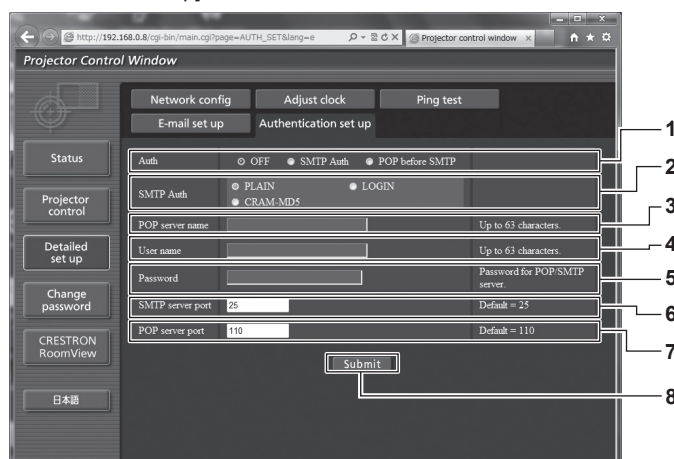 http://192.168.0.8/cgi-bin/main.cgi?page=AUTH_SET&lang=e
Projector control window
Projector Control Window
Network config Adjust clock Ping test
E-mail set up Authentication set up
Status
Projector control
Detailed set up
Change password
CRESTRON RoomView
日本語
Auth OFF SMTP Auth POP before SMTP
SMTP Auth PLAIN LOGIN
CRAM-MD5
POP server name Up to 63 characters.
User name Up to 63 characters.
Password Password for POP/SMTP
server.
SMTP server port 25 Default = 25
POP server port 110 Default = 110
Submit
1
2
3
4
5
6
7
8